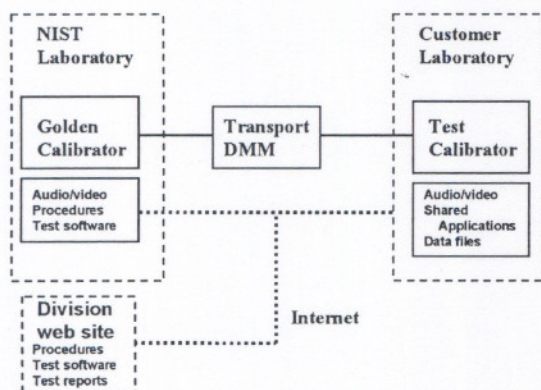 NIST
Laboratory
Golden
Calibrator
Audio/video
Procedures
Test software
Transport
DMM
Customer
Laboratory
Test
Calibrator
Audio/video
Shared
Applications
Data files
Internet
Division
web site
Procedures
Test software
Test reports